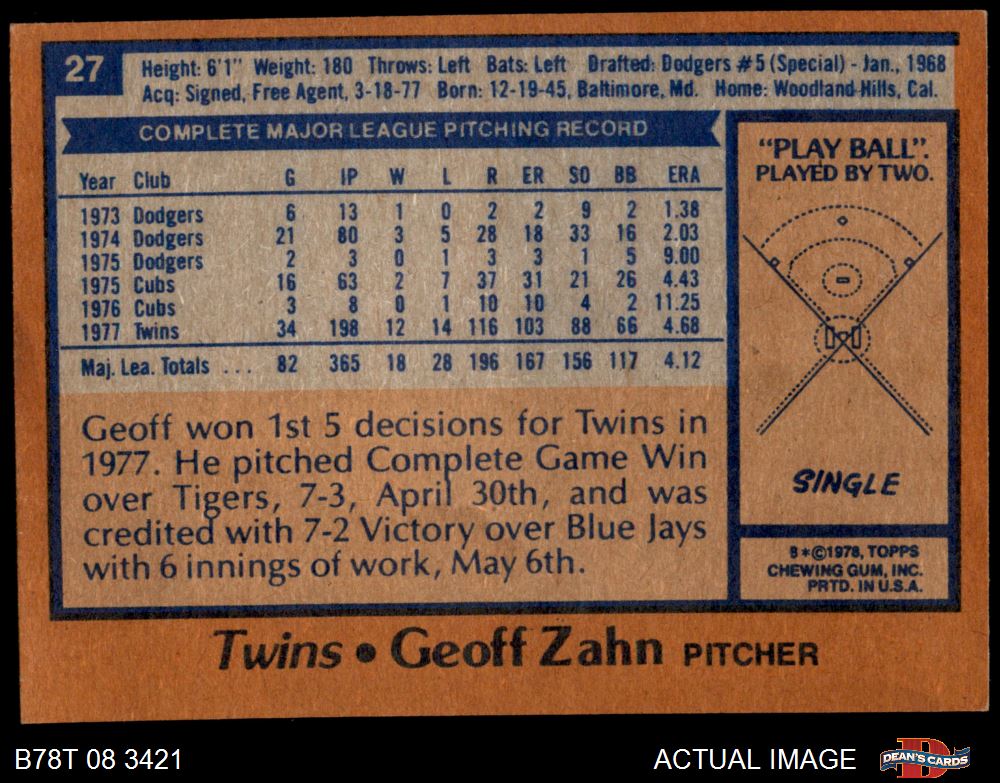 27
Height: 6'1" Weight: 180 Throws: Left Bats: Left Drafted: Dodgers #5 (Special) - Jan., 1968
Acq: Signed, Free Agent, 3-18-77 Born: 12-19-45, Baltimore, Md. Home: Woodland Hills, Cal.
COMPLETE MAJOR LEAGUE PITCHING RECORD
Year Club G IP W L R ER SO BB ERA
1973 Dodgers 6 13 1 0 2 2 9 2 1.38
1974 Dodgers 21 80 3 5 28 18 33 16 2.03
1975 Dodgers 2 3 0 1 3 3 1 5 9.00
1975 Cubs 16 63 2 7 37 31 21 26 4.43
1976 Cubs 3 8 0 1 10 10 4 2 11.25
1977 Twins 34 198 12 14 116 103 88 66 4.68
Maj. Lea. Totals ... 82 365 18 28 196 167 156 117 4.12
Geoff won 1st 5 decisions for Twins in
1977. He pitched Complete Game Win
over Tigers, 7-3, April 30th, and was
credited with 7-2 Victory over Blue Jays
with 6 innings of work, May 6th.
"PLAY BALL".
PLAYED BY TWO.
SINGLE
B*©1978, TOPPS
CHEWING GUM, INC.
PRTD. IN U.S.A.
Twins • Geoff Zahn PITCHER
B78T 08 3421
ACTUAL IMAGE
D
DEAN'S CARDS